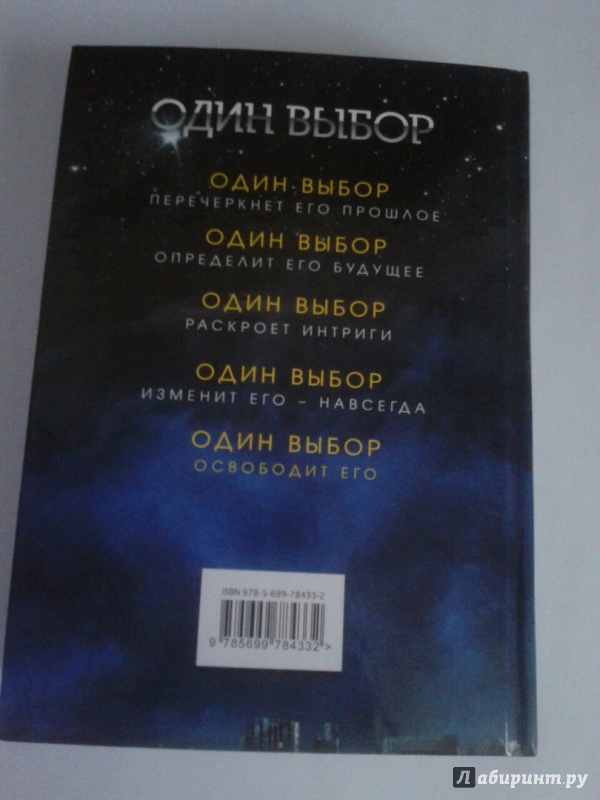 ОДИН ВЫБОР
ОДИН ВЫБОР
ПЕРЕЧЕРКНЕТ ЕГО ПРОШЛОЕ
ОДИН ВЫБОР
ОПРЕДЕЛИТ ЕГО БУДУЩЕЕ
ОДИН ВЫБОР
РАСКРОЕТ ИНТРИГИ
ОДИН ВЫБОР
ИЗМЕНИТ ЕГО – НАВСЕГДА
ОДИН ВЫБОР
ОСВОБОДИТ ЕГО
ISBN 978-5-699-78433-2
9 785699 784332 >
Лабиринт.ру